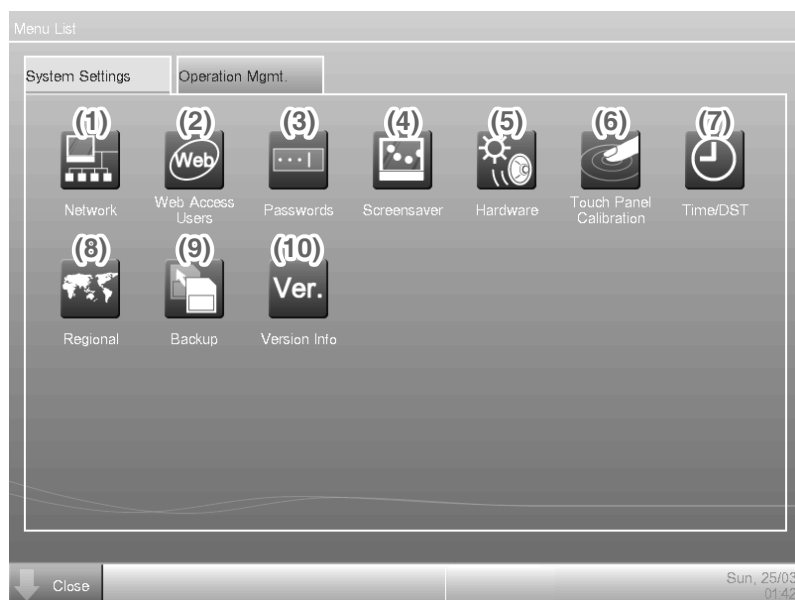 Menu List
System Settings Operation Mgmt.
(1) (2) (3) (4) (5) (6) (7)
Web
Network Web Access Users Passwords Screensaver Hardware Touch Panel Calibration Time/DST
(8) (9) (10)
Ver.
Regional Backup Version Info
Close Sun, 25/03
01:42